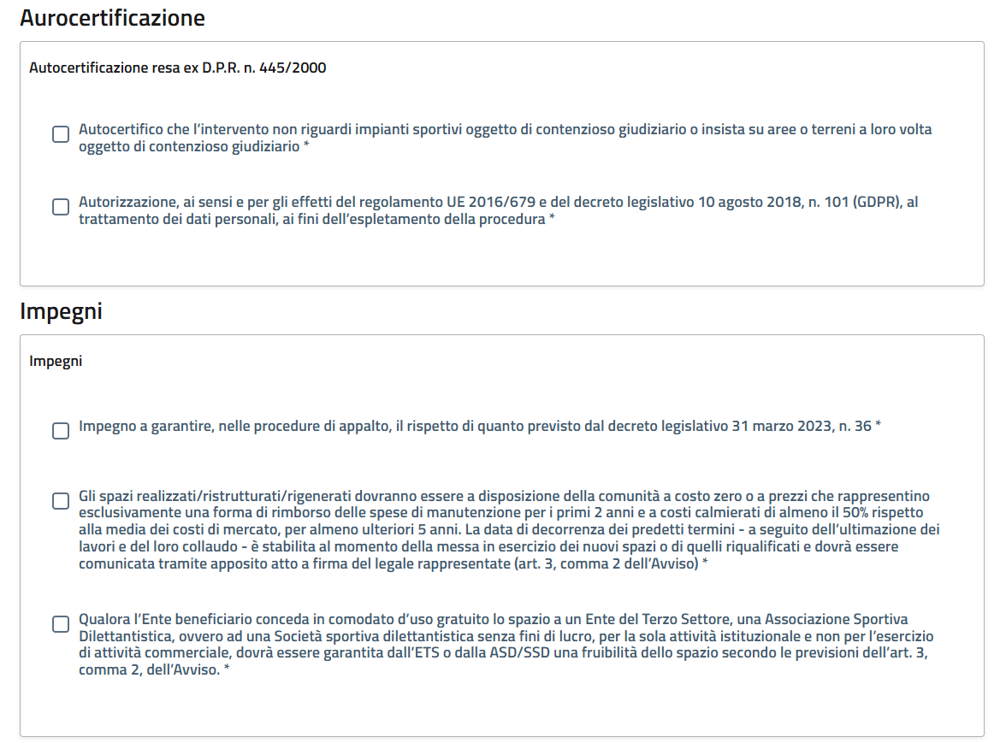 Aurocertificazione
Autocertificazione resa ex D.P.R. n. 445/2000
Autocertifico che l’intervento non riguardi impianti sportivi oggetto di contenzioso giudiziario o insista su aree o terreni a loro volta
oggetto di contenzioso giudiziario *
Autorizzazione, ai sensi e per gli effetti del regolamento UE 2016/679 e del decreto legislativo 10 agosto 2018, n. 101 (GDPR), al
trattamento dei dati personali, ai fini dell’espletamento della procedura *
Impegni
Impegni
Impegno a garantire, nelle procedure di appalto, il rispetto di quanto previsto dal decreto legislativo 31 marzo 2023, n. 36 *
Gli spazi realizzati/ristrutturati/rigenerati dovranno essere a disposizione della comunità a costo zero o a prezzi che rappresentino
esclusivamente una forma di rimborso delle spese di manutenzione per i primi 2 anni e a costi calmierati di almeno il 50% rispetto
alla media dei costi di mercato, per almeno ulteriori 5 anni. La data di decorrenza dei predetti termini - a seguito dell’ultimazione dei
lavori e del loro collaudo - è stabilita al momento della messa in esercizio dei nuovi spazi o di quelli riqualificati e dovrà essere
comunicata tramite apposito atto a firma del legale rappresentate (art. 3, comma 2 dell’Avviso) *
Qualora l’Ente beneficiario conceda in comodato d’uso gratuito lo spazio a un Ente del Terzo Settore, una Associazione Sportiva
Dilettantistica, ovvero ad una Società sportiva dilettantistica senza fini di lucro, per la sola attività istituzionale e non per l’esercizio
di attività commerciale, dovrà essere garantita dall’ETS o dalla ASD/SSD una fruibilità dello spazio secondo le previsioni dell’art. 3,
comma 2, dell’Avviso. *